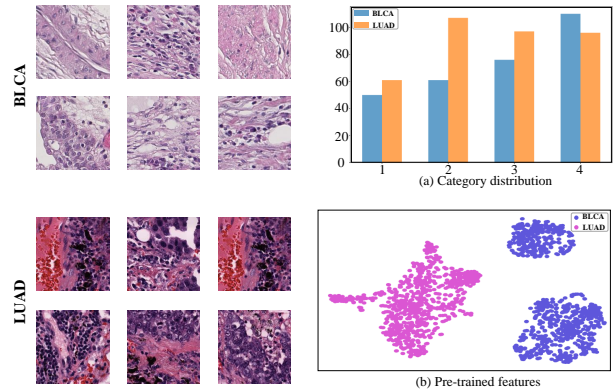 BLCA
LUAD
BLCA
LUAD
100
80
60
40
20
0
1 2 3 4
(a) Category distribution
BLCA
LUAD
(b) Pre-trained features